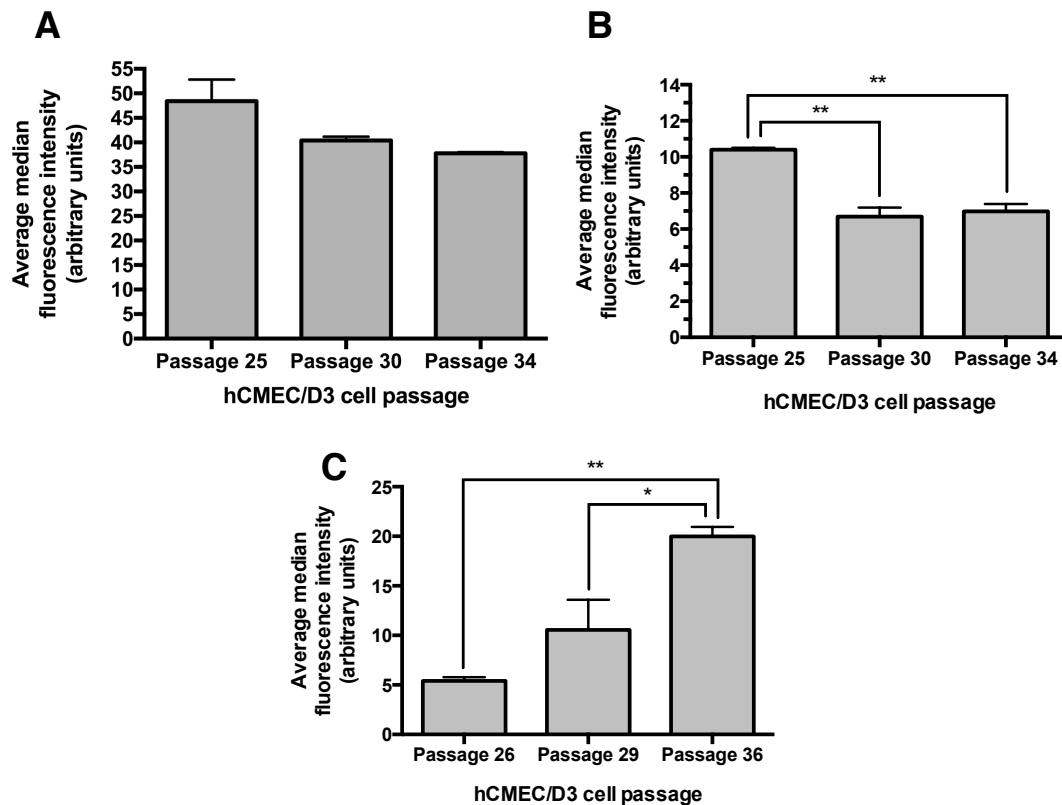 A
Average median
fluorescence intensity
(arbitrary units)
55
50
45
40
35
30
25
20
15
10
5
0
Passage 25 Passage 30 Passage 34
hCMEC/D3 cell passage
B
Average median
fluorescence intensity
(arbitrary units)
14
12
10
8
6
4
2
0
**
**
Passage 25 Passage 30 Passage 34
hCMEC/D3 cell passage
C
Average median
fluorescence intensity
(arbitrary units)
25
20
15
10
5
0
**
*
Passage 26 Passage 29 Passage 36
hCMEC/D3 cell passage